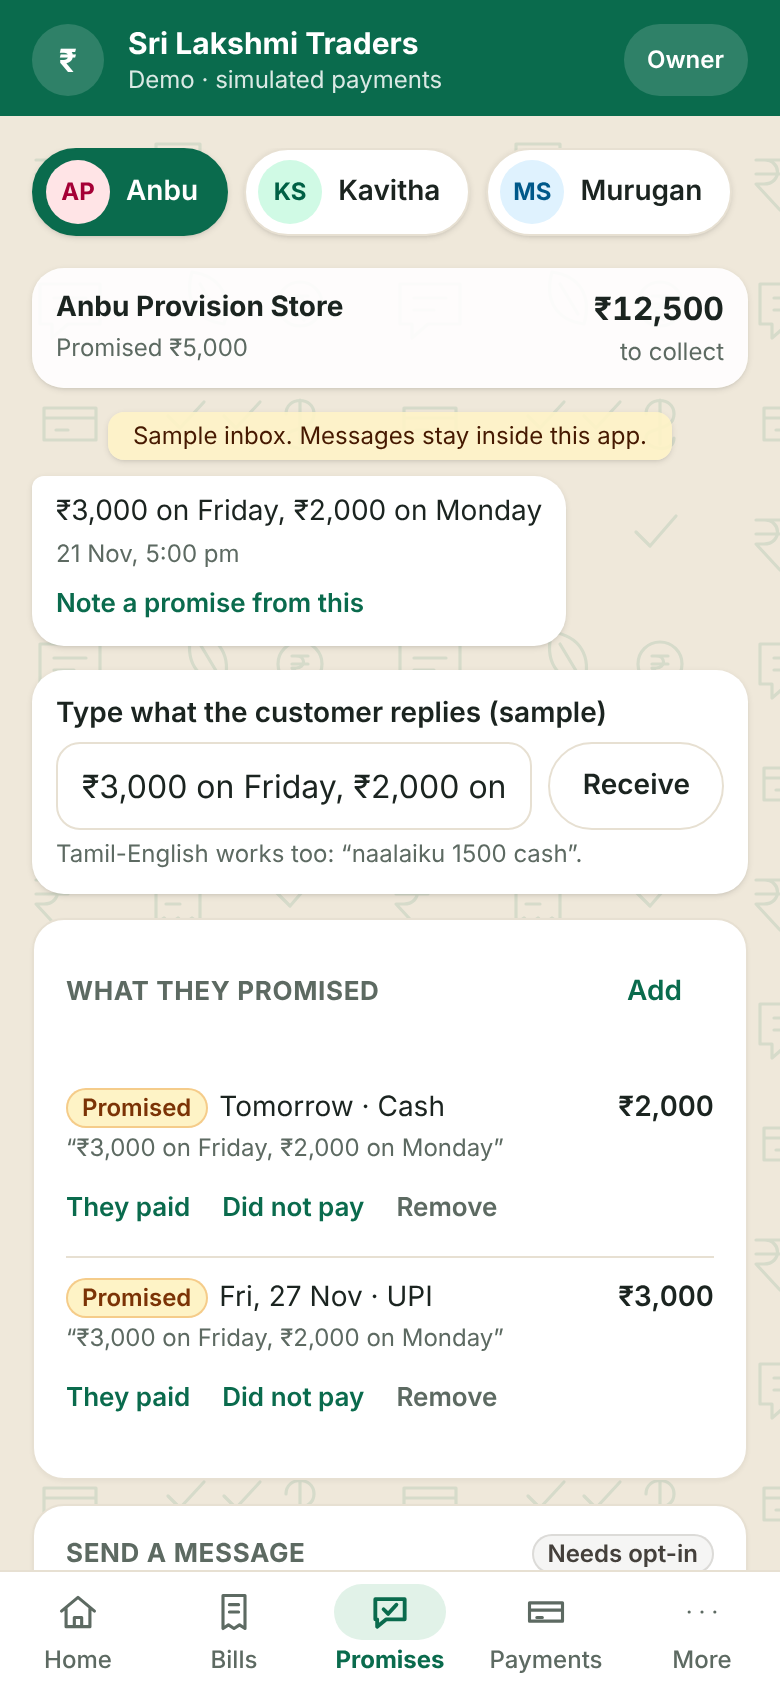 ₹
Sri Lakshmi Traders
Demo · simulated payments
Owner
AP Anbu
KS Kavitha
MS Murugan
Anbu Provision Store
₹12,500
Promised ₹5,000
to collect
Sample inbox. Messages stay inside this app.
₹3,000 on Friday, ₹2,000 on Monday
21 Nov, 5:00 pm
Note a promise from this
Type what the customer replies (sample)
₹3,000 on Friday, ₹2,000 on
Receive
Tamil-English works too: “naalaiku 1500 cash”.
WHAT THEY PROMISED
Add
Promised Tomorrow · Cash ₹2,000
“₹3,000 on Friday, ₹2,000 on Monday”
They paid Did not pay Remove
Promised Fri, 27 Nov · UPI ₹3,000
“₹3,000 on Friday, ₹2,000 on Monday”
They paid Did not pay Remove
SEND A MESSAGE
Needs opt-in
Home Bills Promises Payments More